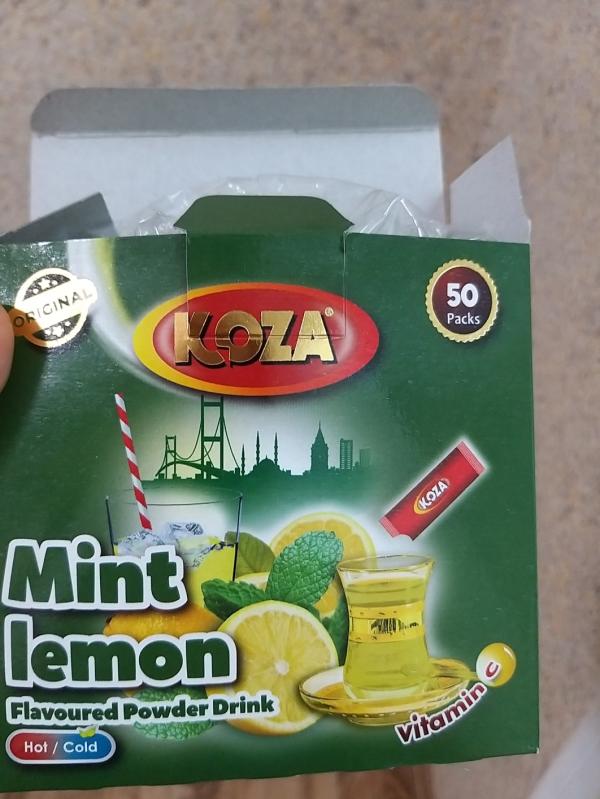 ORIGINAL
KOZA®
50
Packs
KOZA
Mint
lemon
Flavoured Powder Drink
Hot / Cold
vitamin C